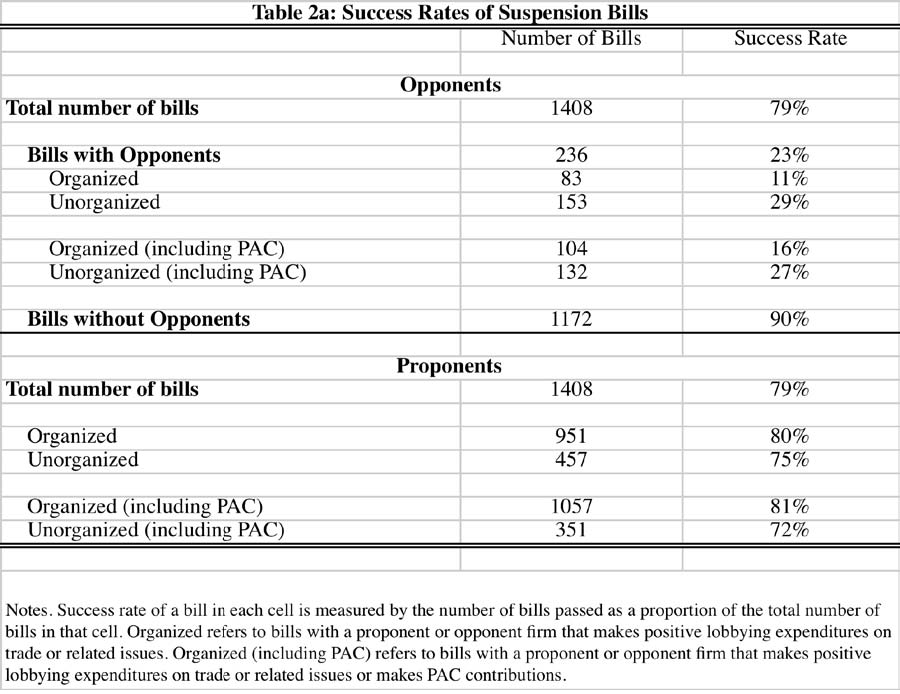 Table 2a: Success Rates of Suspension Bills
Number of Bills Success Rate
Opponents
Total number of bills 1408 79%
Bills with Opponents 236 23%
Organized 83 11%
Unorganized 153 29%
Organized (including PAC) 104 16%
Unorganized (including PAC) 132 27%
Bills without Opponents 1172 90%
Proponents
Total number of bills 1408 79%
Organized 951 80%
Unorganized 457 75%
Organized (including PAC) 1057 81%
Unorganized (including PAC) 351 72%
Notes. Success rate of a bill in each cell is measured by the number of bills passed as a proportion of the total number of
bills in that cell. Organized refers to bills with a proponent or opponent firm that makes positive lobbying expenditures on
trade or related issues. Organized (including PAC) refers to bills with a proponent or opponent firm that makes positive
lobbying expenditures on trade or related issues or makes PAC contributions.